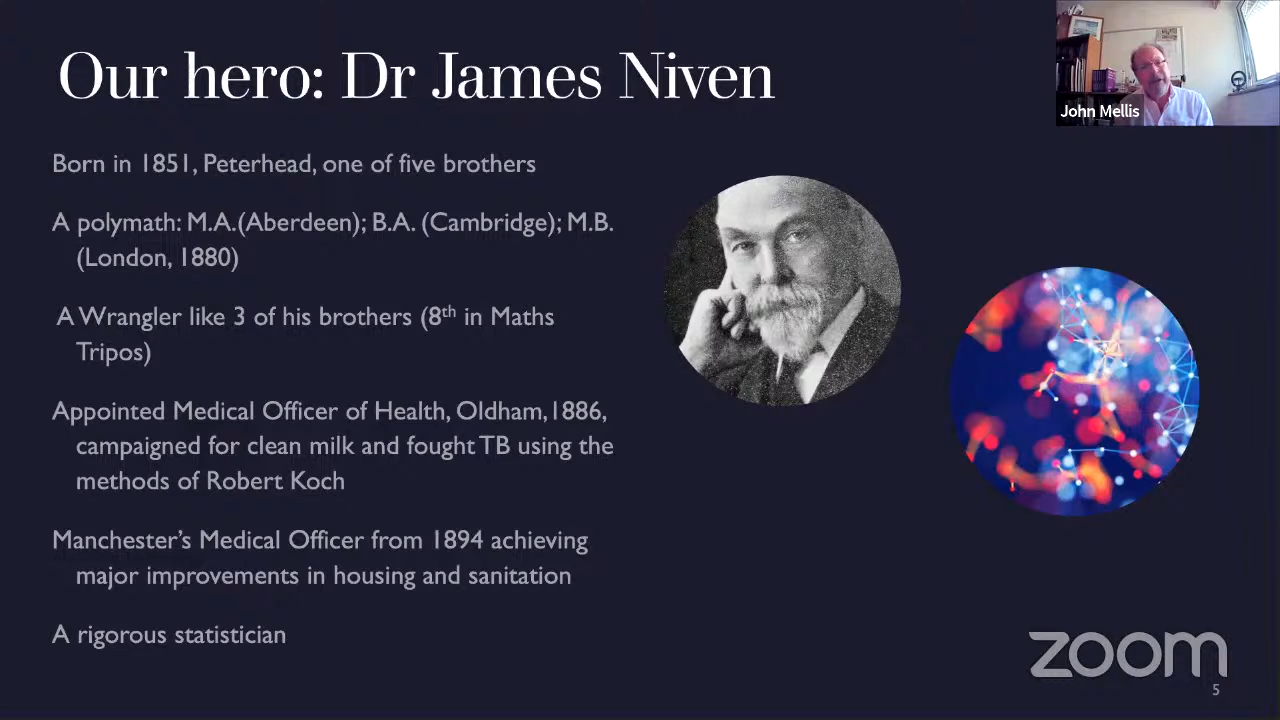 Our hero: Dr James Niven
John Mellis
Born in 1851, Peterhead, one of five brothers
A polymath: M.A.(Aberdeen); B.A. (Cambridge); M.B.
(London, 1880)
A Wrangler like 3 of his brothers (8th in Maths
Tripos)
Appointed Medical Officer of Health, Oldham,1886,
campaigned for clean milk and fought TB using the
methods of Robert Koch
Manchester’s Medical Officer from 1894 achieving
major improvements in housing and sanitation
A rigorous statistician
zoom
5